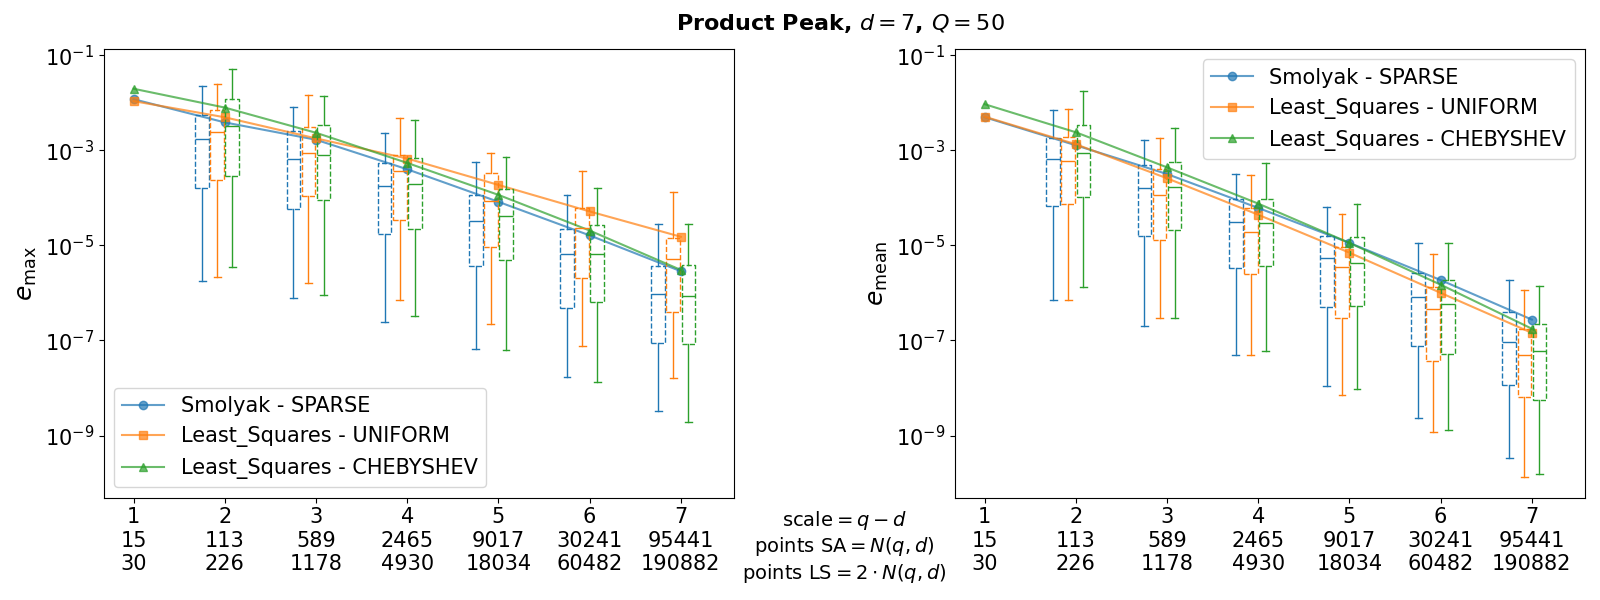 Product Peak, d = 7, Q = 50
10⁻¹
10⁻³
10⁻⁵
10⁻⁷
10⁻⁹
e_max
Smolyak - SPARSE
Least_Squares - UNIFORM
Least_Squares - CHEBYSHEV
1 2 3 4 5 6 7
15 113 589 2465 9017 30241 95441
30 226 1178 4930 18034 60482 190882
scale = q − d
points SA = N(q, d)
points LS = 2 · N(q, d)
10⁻¹
10⁻³
10⁻⁵
10⁻⁷
10⁻⁹
e_mean
Smolyak - SPARSE
Least_Squares - UNIFORM
Least_Squares - CHEBYSHEV
1 2 3 4 5 6 7
15 113 589 2465 9017 30241 95441
30 226 1178 4930 18034 60482 190882